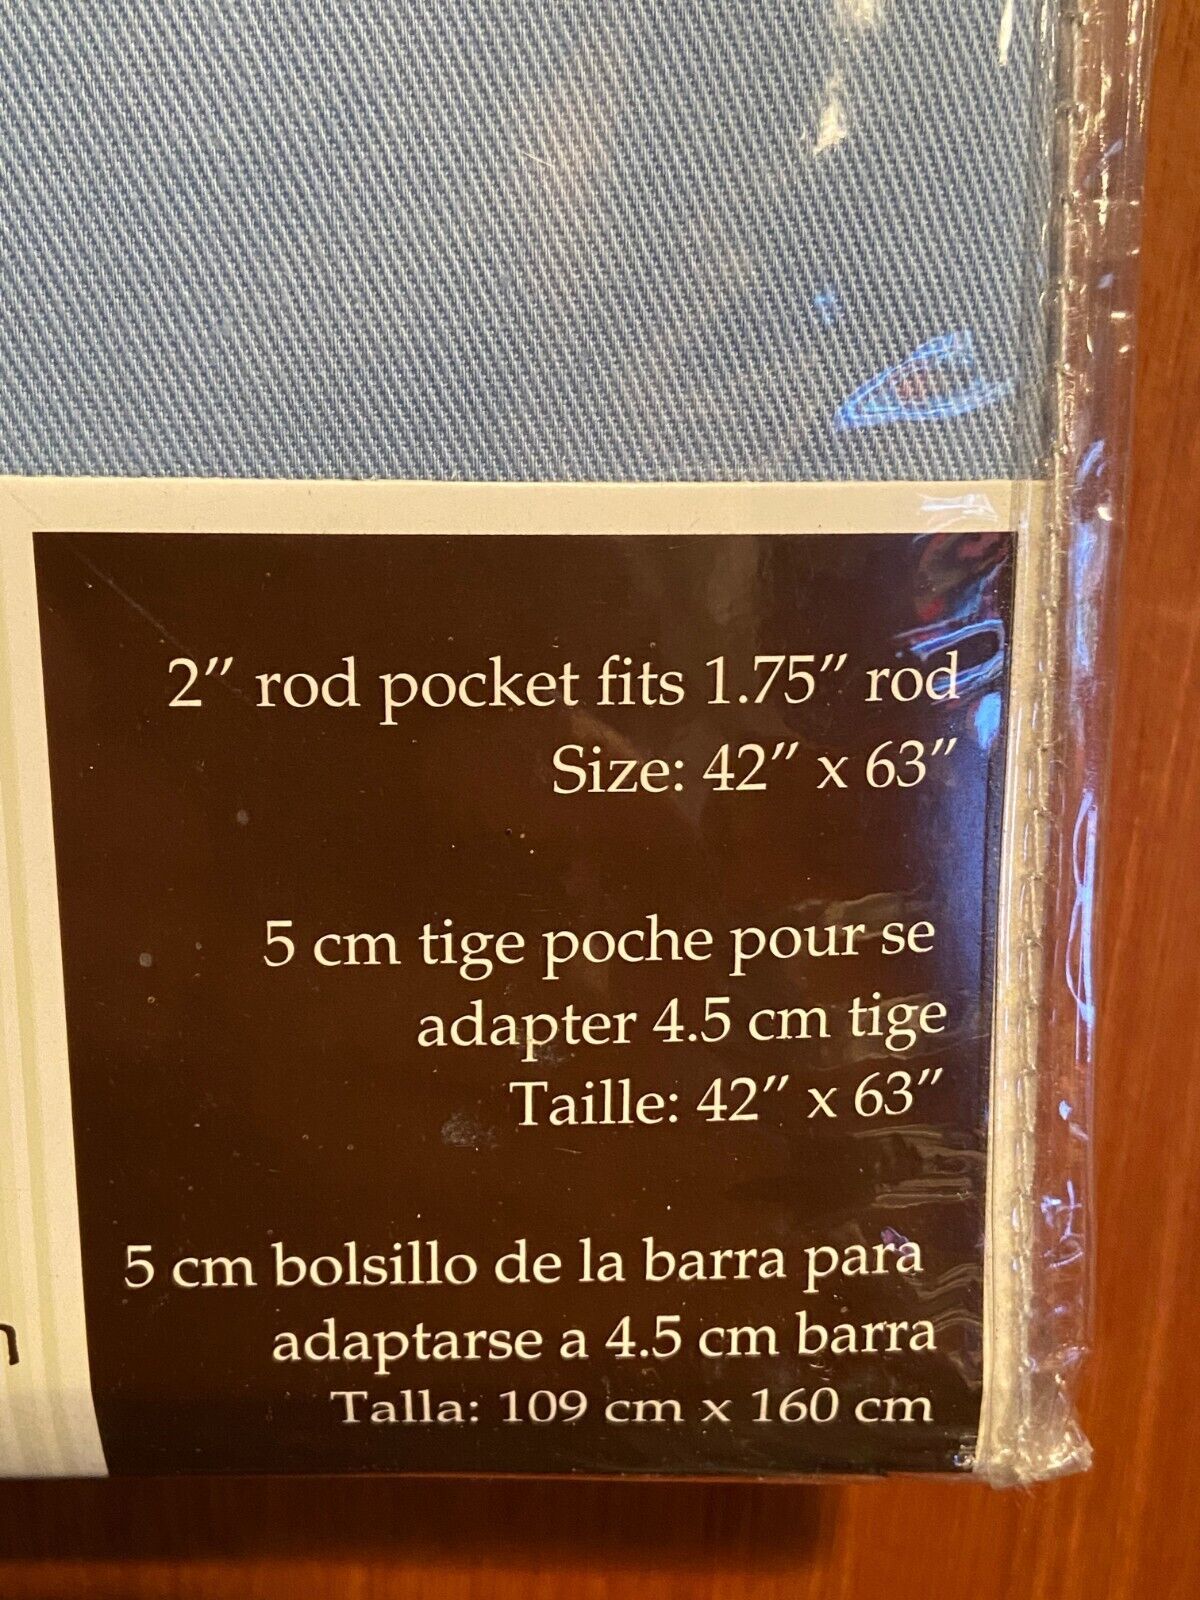 2" rod pocket fits 1.75" rod
Size: 42" x 63"
5 cm tige poche pour se
adapter 4.5 cm tige
Taille: 42" x 63"
5 cm bolsillo de la barra para
adaptarse a 4.5 cm barra
Talla: 109 cm x 160 cm